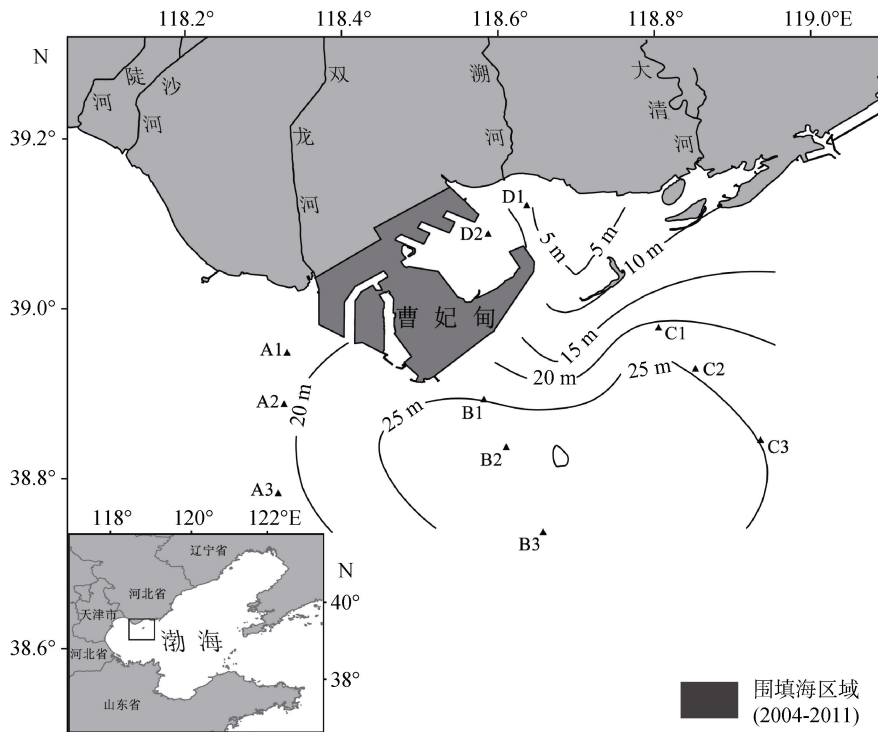 118.2° 118.4° 118.6° 118.8° 119.0°E
N
39.2°
39.0°
38.8°
38.6°
陡河
沙河
双龙河
溯河
大清河
D1
D2
5 m
5 m
10 m
曹妃甸
15 m
20 m
25 m
20 m
25 m
A1
A2
A3
B1
B2
B3
C1
C2
C3
118° 120° 122°E
N
40°
38°
辽宁省
河北省
天津市
渤海
河北省
山东省
围填海区域
(2004-2011)